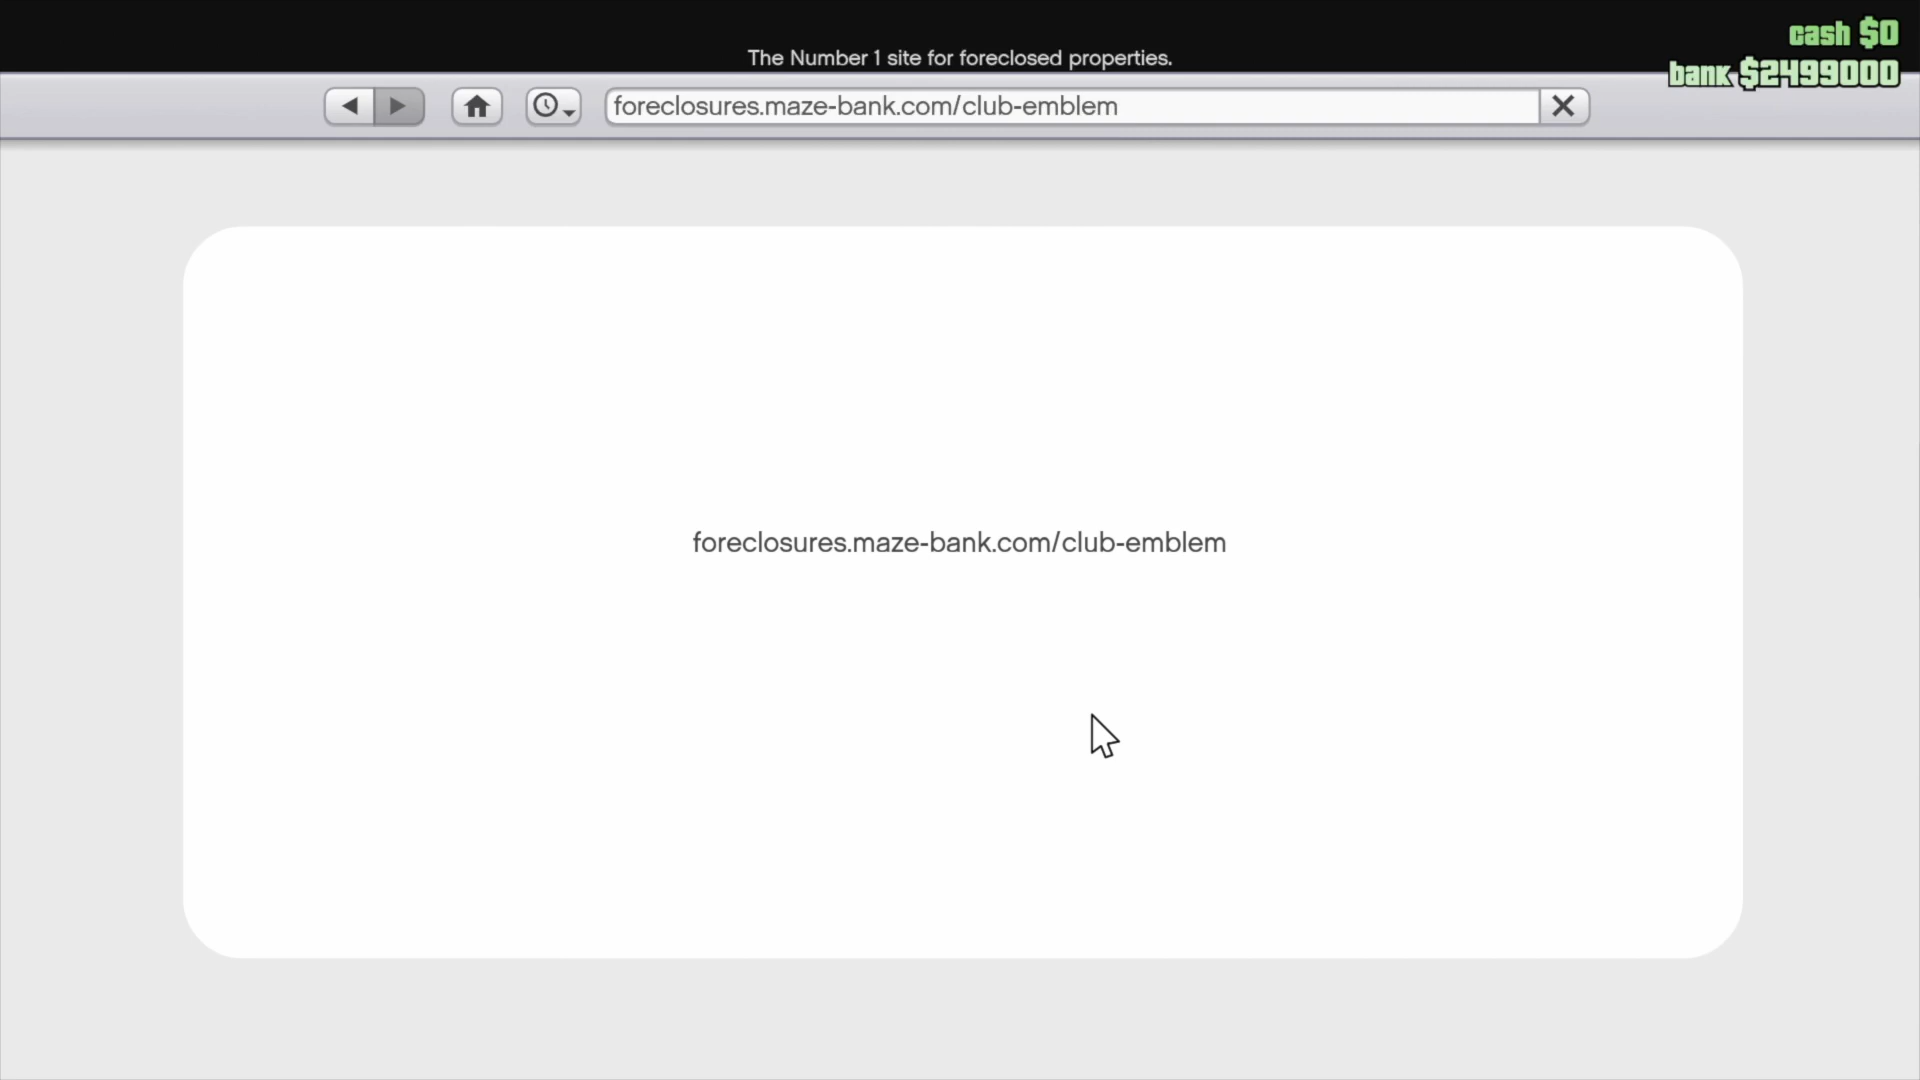 cash $0
The Number 1 site for foreclosed properties.
bank $2499000
foreclosures.maze-bank.com/club-emblem
foreclosures.maze-bank.com/club-emblem